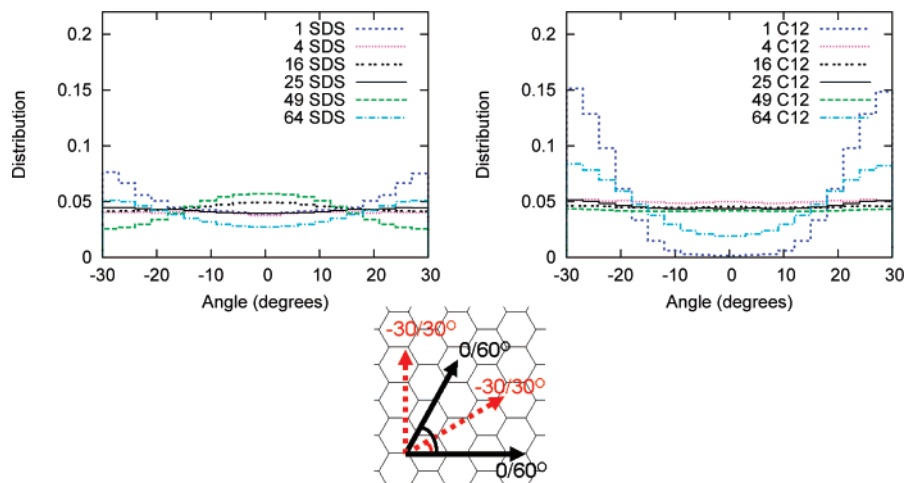 0.2
0.15
0.1
0.05
0
Distribution
1 SDS
4 SDS
16 SDS
25 SDS
49 SDS
64 SDS
-30 -20 -10 0 10 20 30
Angle (degrees)
0.2
0.15
0.1
0.05
0
Distribution
1 C12
4 C12
16 C12
25 C12
49 C12
64 C12
-30 -20 -10 0 10 20 30
Angle (degrees)
-30/30°
0/60°
-30/30°
0/60°